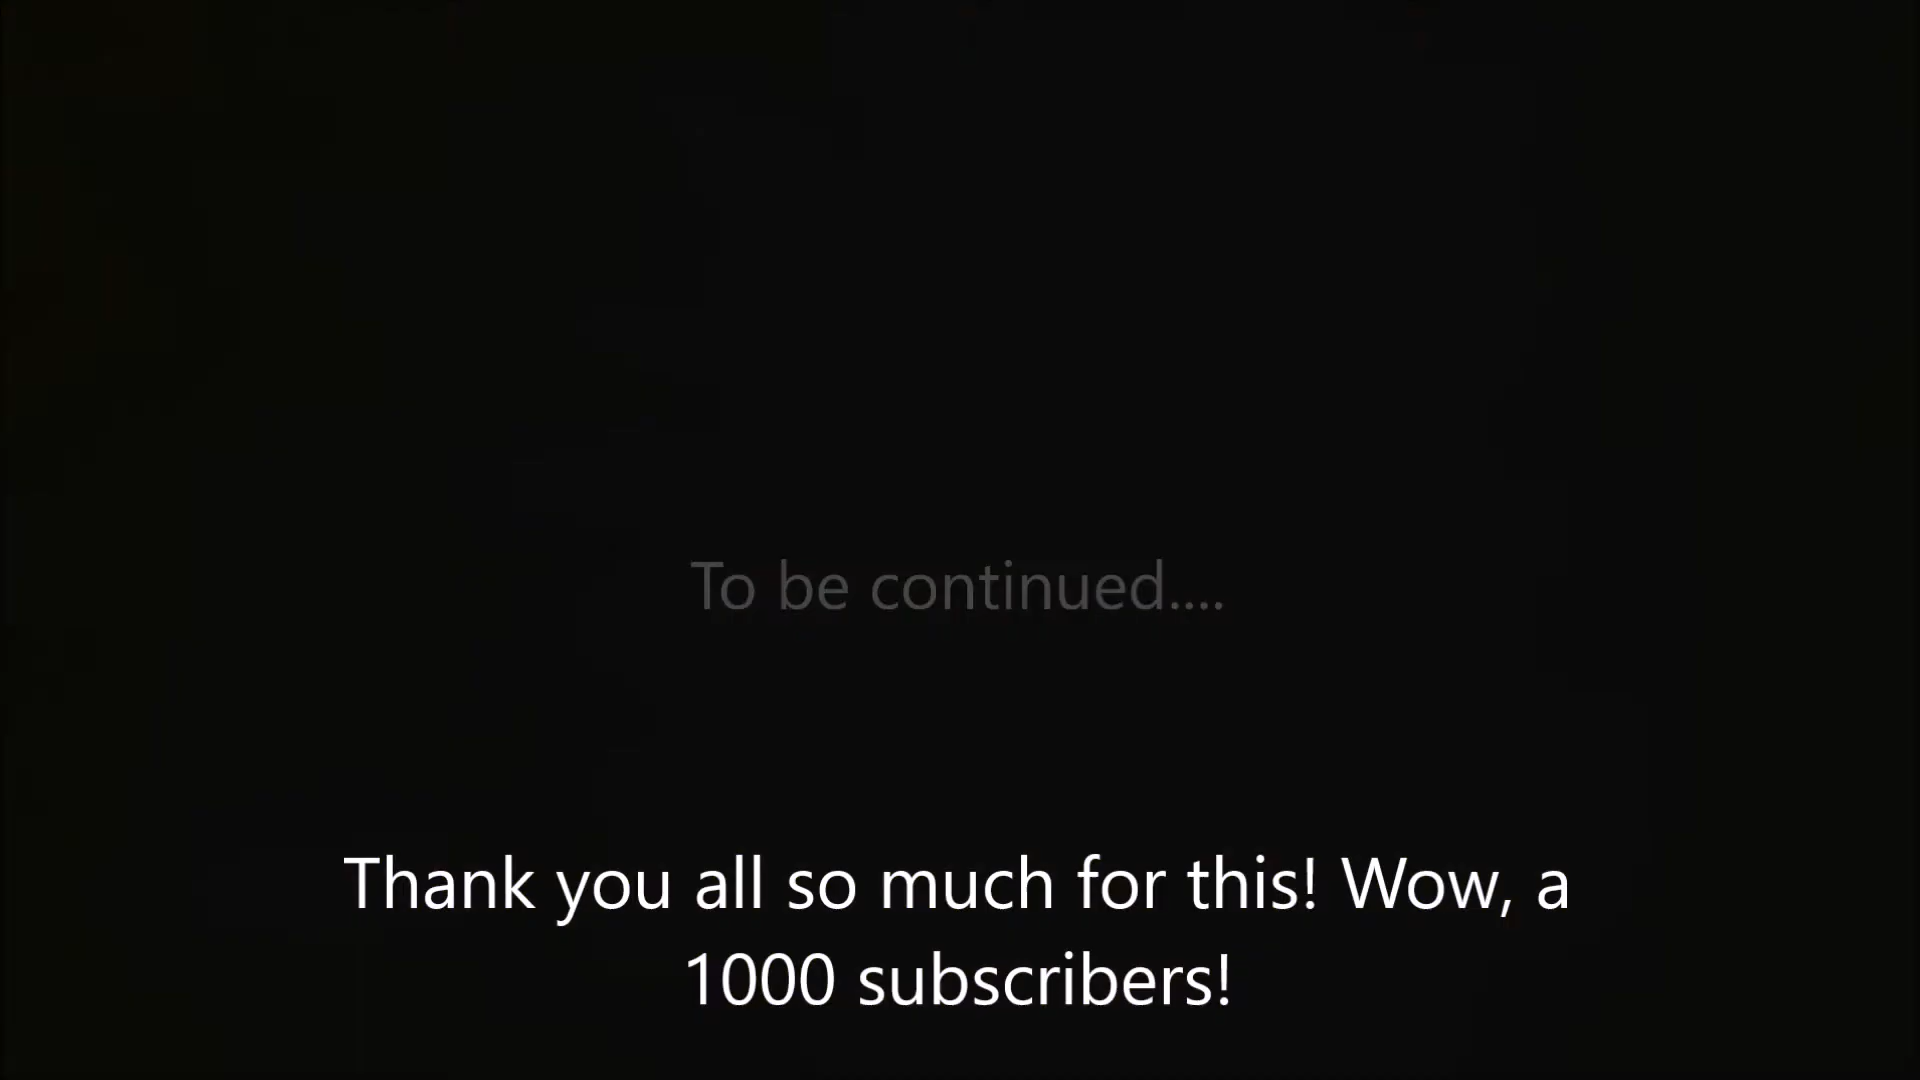 To be continued....
Thank you all so much for this! Wow, a
1000 subscribers!